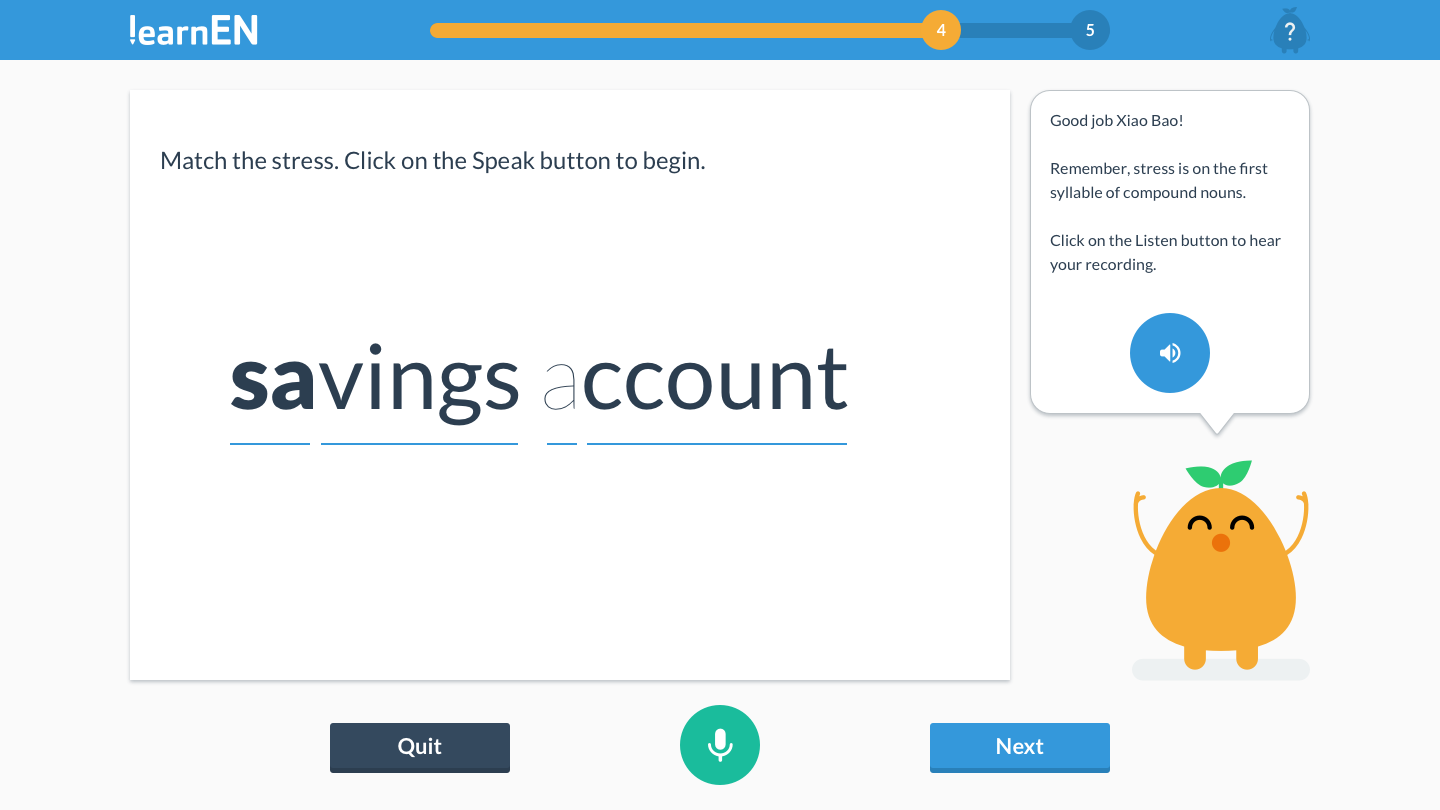 learnEN
4
5
?
Match the stress. Click on the Speak button to begin.
savings account
Good job Xiao Bao!
Remember, stress is on the first
syllable of compound nouns.
Click on the Listen button to hear
your recording.
Quit
Next